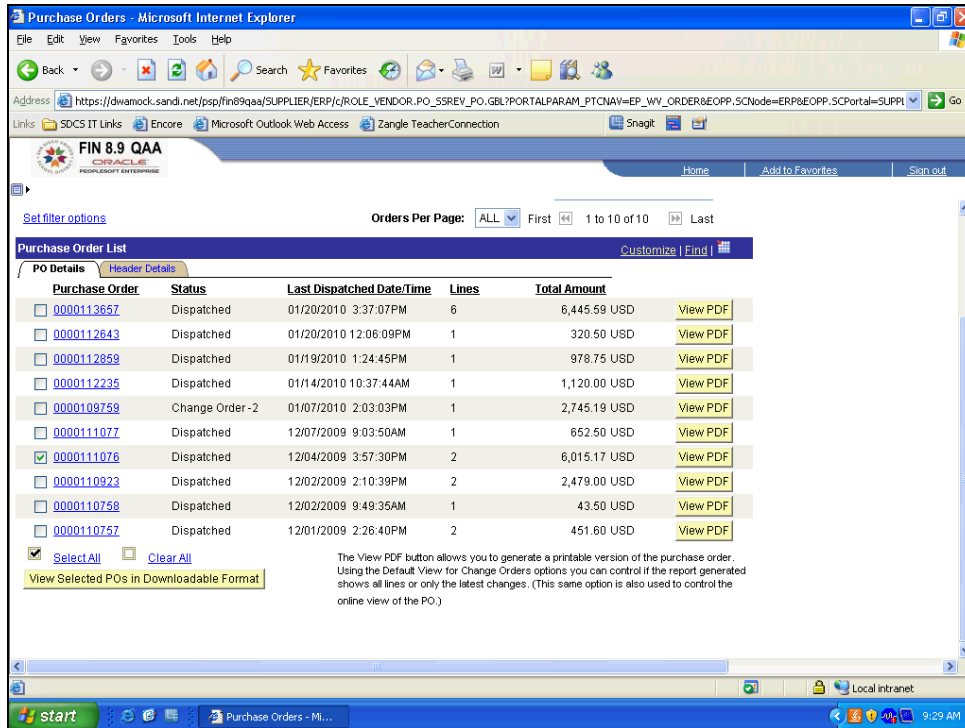 Purchase Orders - Microsoft Internet Explorer
File Edit View Favorites Tools Help
Back Search Favorites
Address https://dwamock.sandi.net/psp/fin89qaa/SUPPLIER/ERP/c/ROLE_VENDOR.PO_SSREV_PO.GBL?PORTALPARAM_PTCNAV=EP_WV_ORDER&EOPP.SCNode=ERP&EOPP.SCPortal=SUPPL Go
Links SDCS IT Links Encore Microsoft Outlook Web Access Zangle TeacherConnection Snagit
FIN 8.9 QAA
ORACLE
PEOPLESOFT ENTERPRISE
Home Add to Favorites Sign out
Set filter options Orders Per Page: ALL First 1 to 10 of 10 Last
Purchase Order List Customize | Find |
PO Details Header Details
Purchase Order Status Last Dispatched Date/Time Lines Total Amount
0000113657 Dispatched 01/20/2010 3:37:07PM 6 6,445.59 USD View PDF
0000112643 Dispatched 01/20/2010 12:06:09PM 1 320.50 USD View PDF
0000112859 Dispatched 01/19/2010 1:24:45PM 1 978.75 USD View PDF
0000112235 Dispatched 01/14/2010 10:37:44AM 1 1,120.00 USD View PDF
0000109759 Change Order -2 01/07/2010 2:03:03PM 1 2,745.19 USD View PDF
0000111077 Dispatched 12/07/2009 9:03:50AM 1 652.50 USD View PDF
0000111076 Dispatched 12/04/2009 3:57:30PM 2 6,015.17 USD View PDF
0000110923 Dispatched 12/02/2009 2:10:39PM 2 2,479.00 USD View PDF
0000110758 Dispatched 12/02/2009 9:49:35AM 1 43.50 USD View PDF
0000110757 Dispatched 12/01/2009 2:26:40PM 2 451.60 USD View PDF
Select All Clear All
View Selected POs in Downloadable Format
The View PDF button allows you to generate a printable version of the purchase order.
Using the Default View for Change Orders options you can control if the report generated
shows all lines or only the latest changes. (This same option is also used to control the
online view of the PO.)
Local intranet
start Purchase Orders - Mi... 9:29 AM